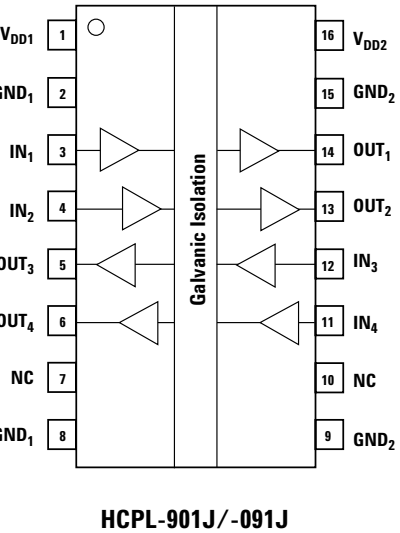 VDD1 1 16 VDD2
GND1 2 15 GND2
IN1 3 14 OUT1
IN2 4 13 OUT2
OUT3 5 12 IN3
OUT4 6 11 IN4
NC 7 10 NC
GND1 8 9 GND2
Galvanic Isolation
HCPL-901J/-091J